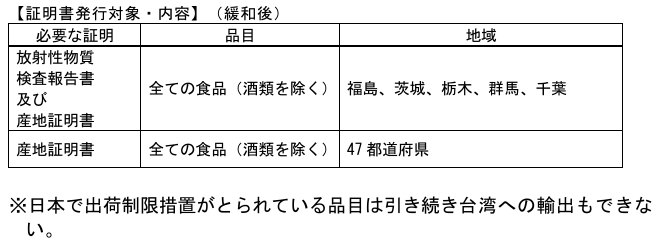 【証明書発行対象・内容】（緩和後）
必要な証明 品目 地域
放射性物質
検査報告書
及び
産地証明書
全ての食品（酒類を除く）
福島、茨城、栃木、群馬、千葉
産地証明書 全ての食品（酒類を除く） 47都道府県
※日本で出荷制限措置がとられている品目は引き続き台湾への輸出もできな
い。